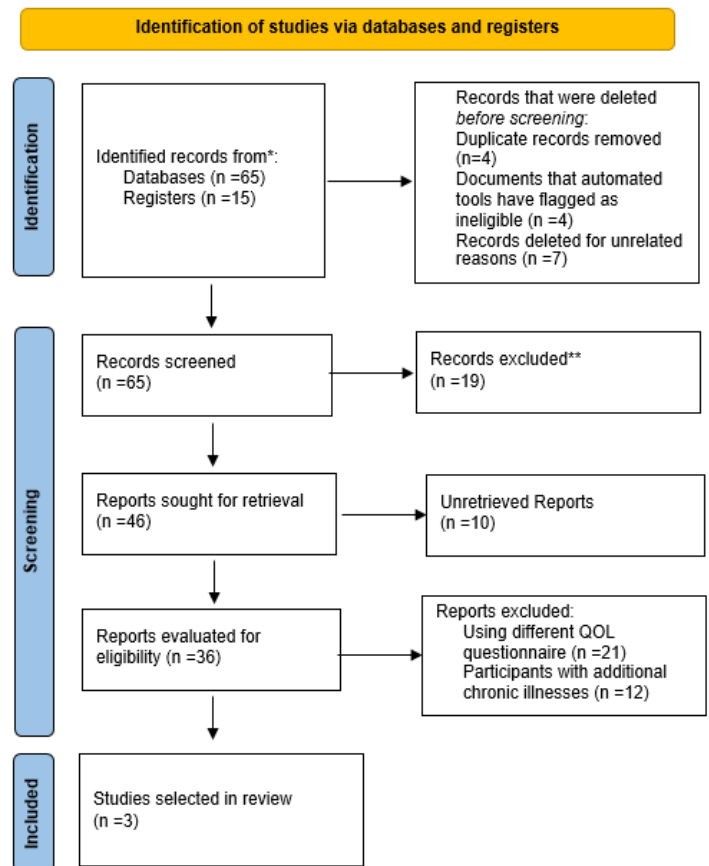 Identification of studies via databases and registers
Identification
Identified records from*:
Databases (n =65)
Registers (n =15)
Records that were deleted
before screening:
Duplicate records removed
(n=4)
Documents that automated
tools have flagged as
ineligible (n =4)
Records deleted for unrelated
reasons (n =7)
Screening
Records screened
(n =65)
Records excluded**
(n =19)
Reports sought for retrieval
(n =46)
Unretrieved Reports
(n =10)
Reports evaluated for
eligibility (n =36)
Reports excluded:
Using different QOL
questionnaire (n =21)
Participants with additional
chronic illnesses (n =12)
Included
Studies selected in review
(n =3)